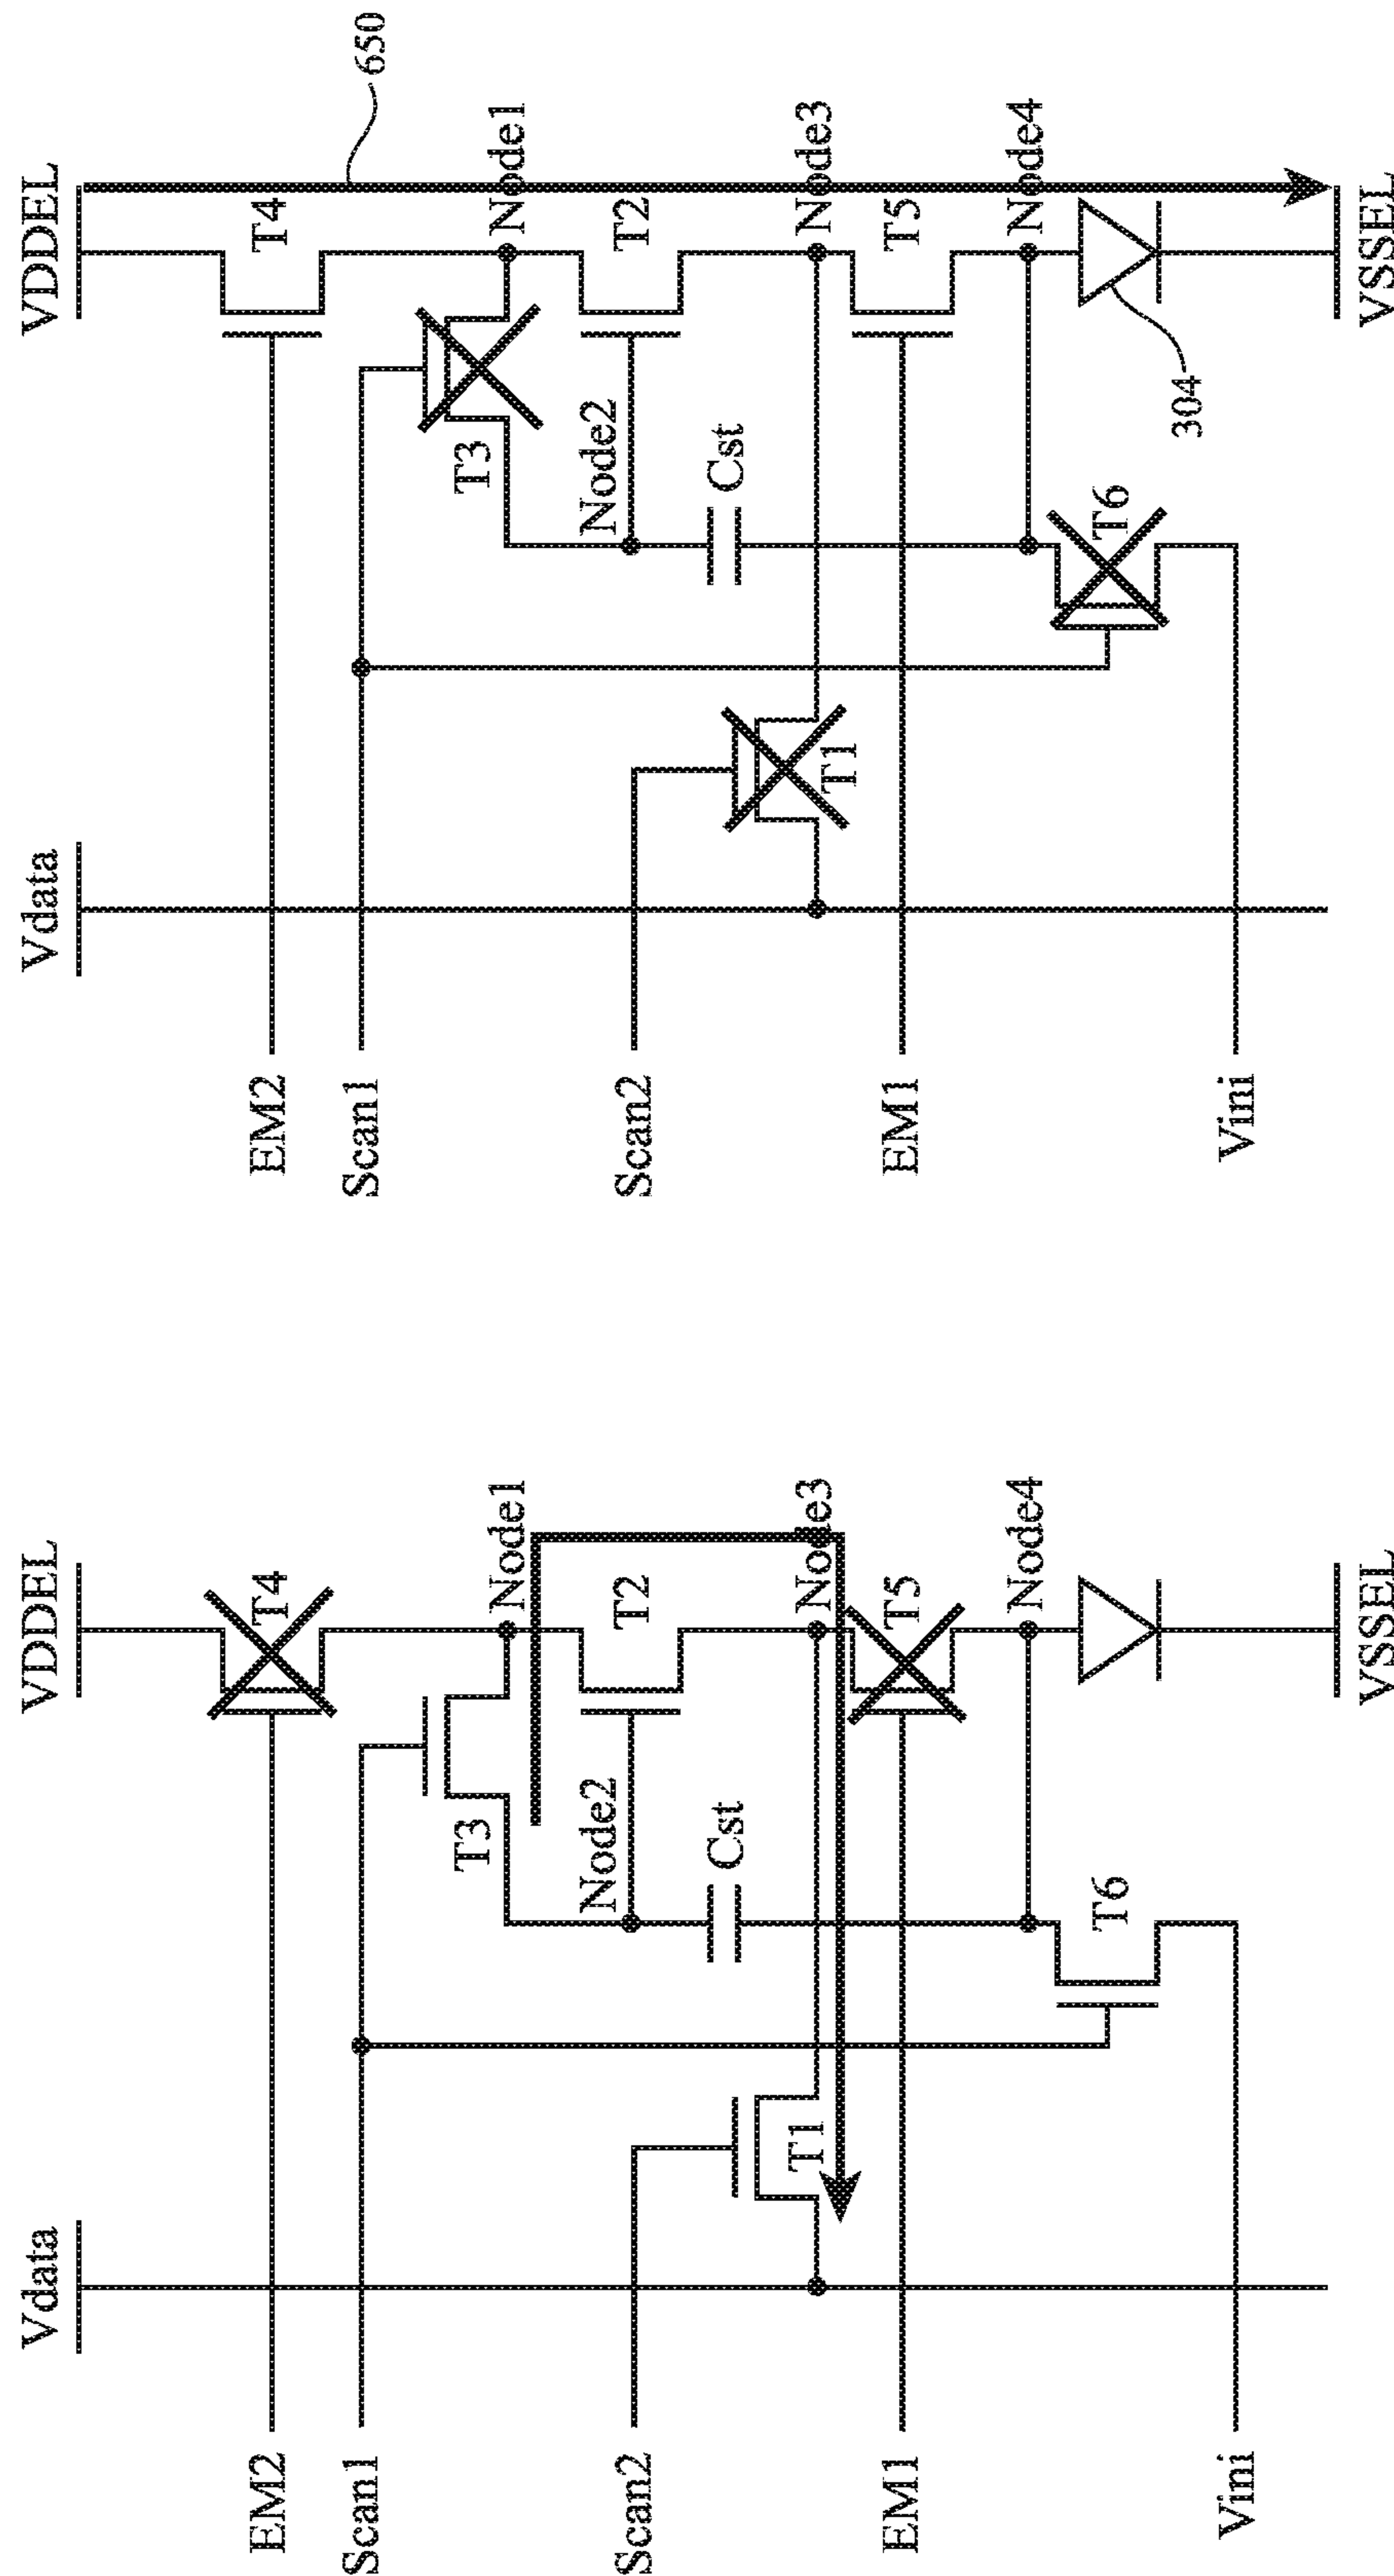 Vdata
VDDEL
EM2
T4
Scan1
Node1
T3
Node2
T2
Scan2
Cst
T1
Node3
EM1
T5
Node4
T6
Vini
VSSEL
Vdata
VDDEL
650
EM2
T4
Scan1
Node1
T3
Node2
T2
Scan2
Cst
T1
Node3
EM1
T5
Node4
T6
304
Vini
VSSEL